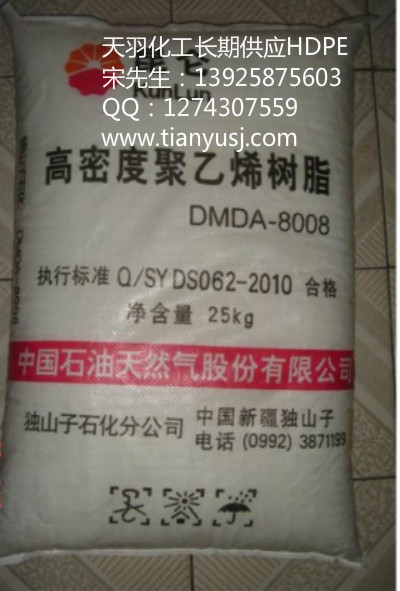 天羽化工长期供应HDPE
宋先生：13925875603
QQ：1274307559
www.tianyusj.com
KunLun
高密度聚乙烯树脂
DMDA-8008
执行标准 Q/SY DS062-2010 合格
净含量 25kg
中国石油天然气股份有限公司
独山子石化分公司
中国新疆独山子
电话 (0992) 3871199
DMDA-8008